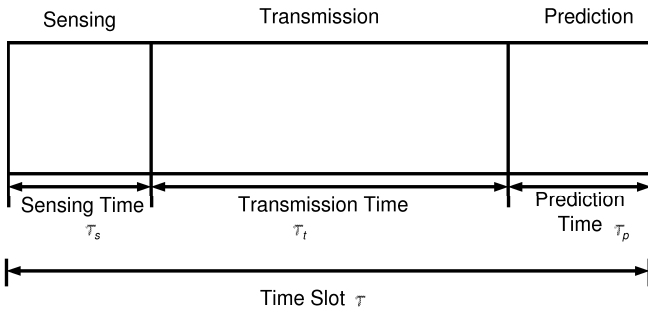 Sensing Transmission Prediction
Sensing Time Transmission Time Prediction
τs τt Time τp
Time Slot τ